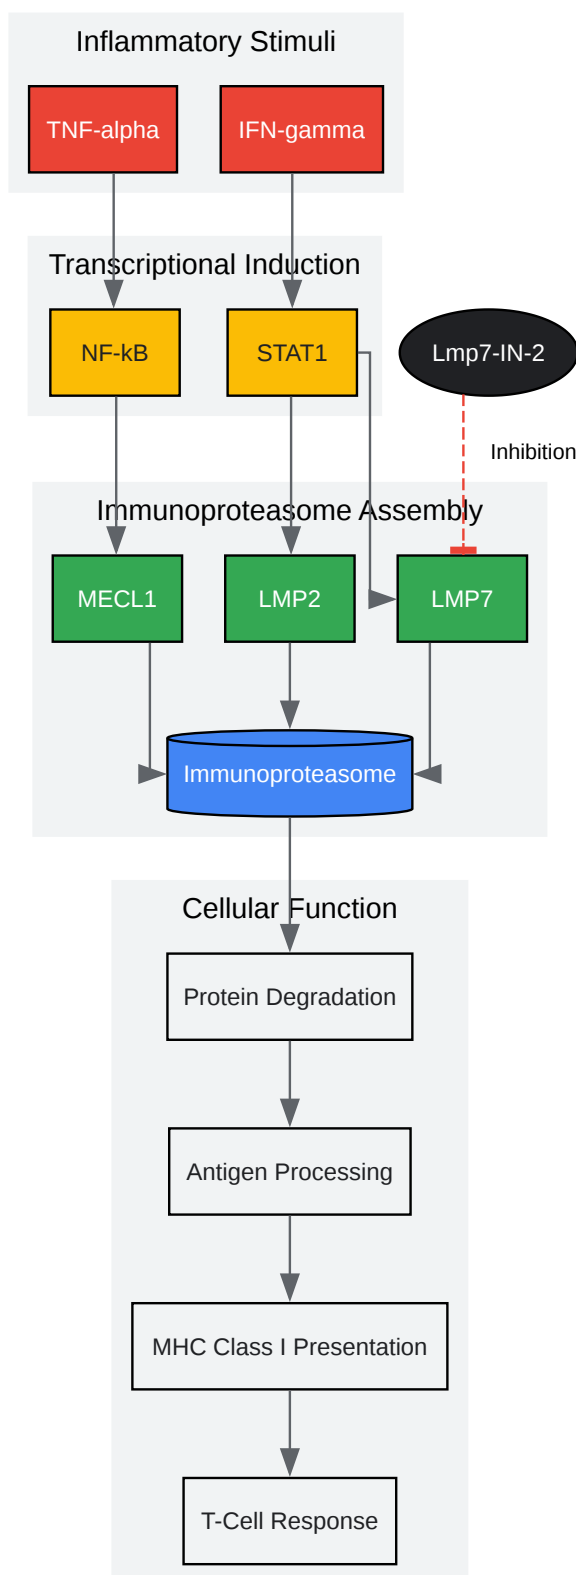 Inflammatory Stimuli
TNF-alpha
IFN-gamma
Transcriptional Induction
NF-kB
STAT1
Lmp7-IN-2
Inhibition
Immunoproteasome Assembly
MECL1
LMP2
LMP7
Immunoproteasome
Cellular Function
Protein Degradation
Antigen Processing
MHC Class I Presentation
T-Cell Response